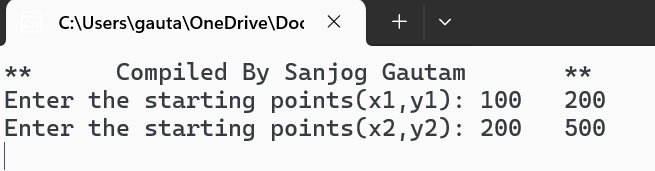 C:\Users\gauta\OneDrive\Doc
** Compiled By Sanjog Gautam **
Enter the starting points(x1,y1): 100 200
Enter the starting points(x2,y2): 200 500